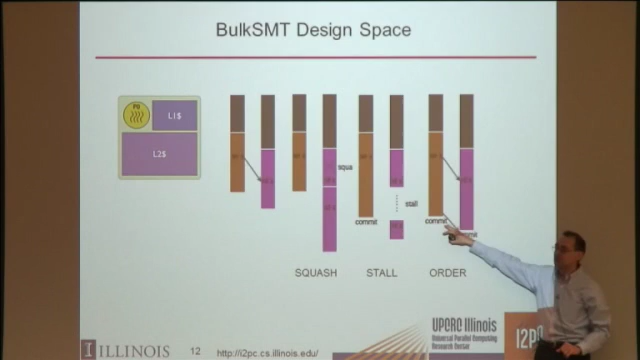 BulkSMT Design Space
L1$
L2$
squa
stall
commit
commit
SQUASH
STALL
ORDER
ILLINOIS
12
http://i2pc.cs.illinois.edu/
UPCRC Illinois
Universal Parallel Computing
Research Center
I2PC